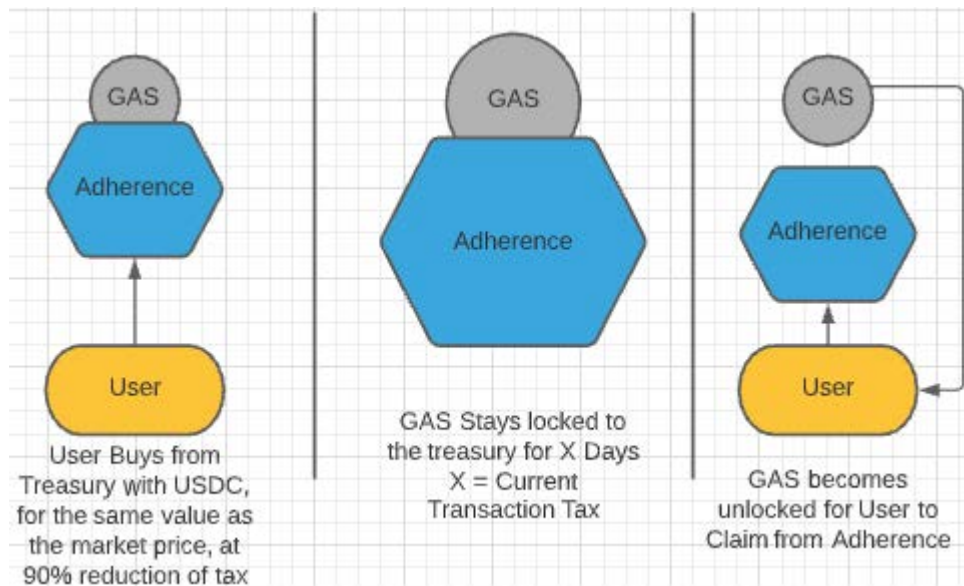 GAS
Adherence
User
User Buys from
Treasury with USDC,
for the same value as
the market price, at
90% reduction of tax
GAS
Adherence
GAS Stays locked to
the treasury for X Days
X = Current
Transaction Tax
GAS
Adherence
User
GAS becomes
unlocked for User to
Claim from Adherence